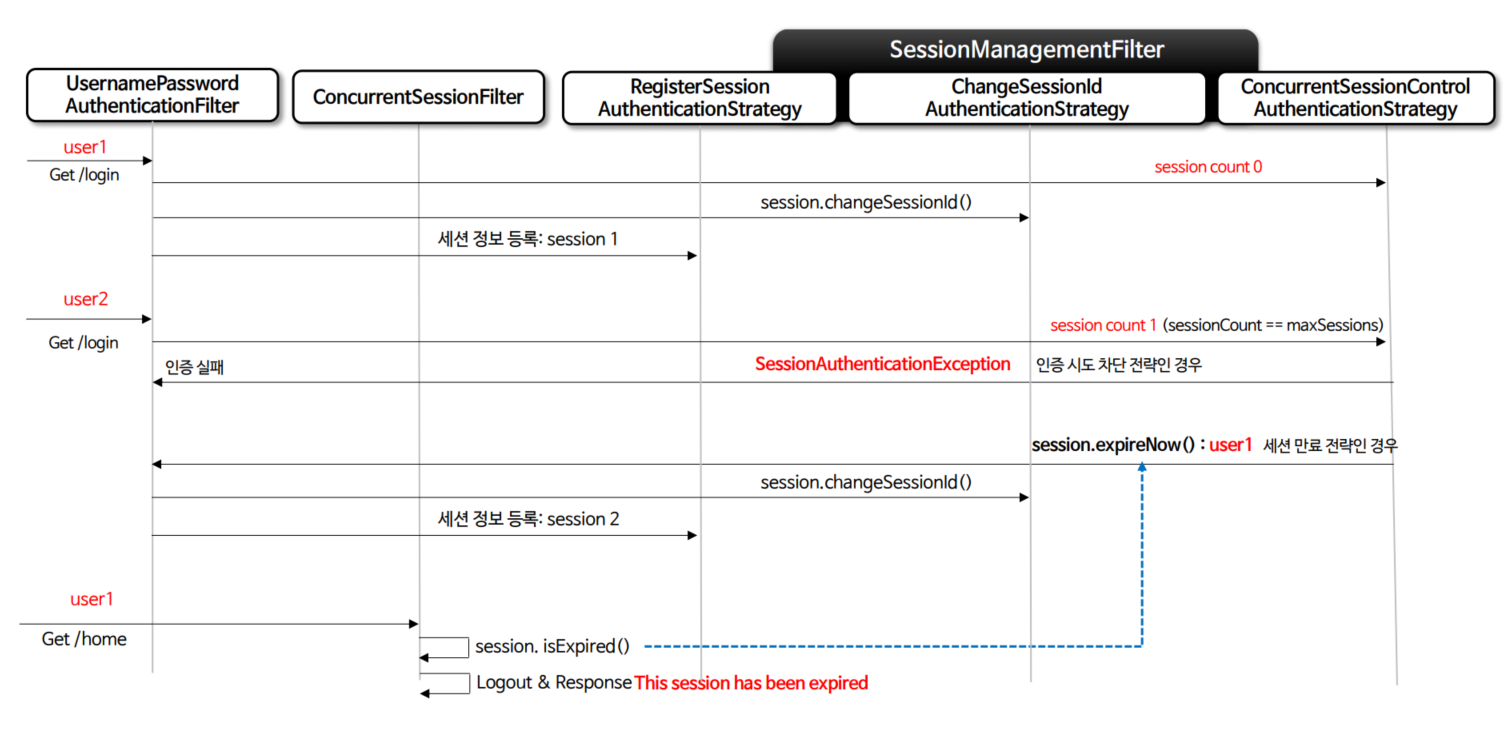 SessionManagementFilter
UsernamePassword
AuthenticationFilter
ConcurrentSessionFilter
RegisterSession
AuthenticationStrategy
ChangeSessionId
AuthenticationStrategy
ConcurrentSessionControl
AuthenticationStrategy
user1
Get /login
session count 0
session.changeSessionId()
세션 정보 등록: session 1
user2
Get /login
session count 1 (sessionCount == maxSessions)
인증 실패
SessionAuthenticationException 인증 시도 차단 전략인 경우
session.expireNow() : user1 세션 만료 전략인 경우
session.changeSessionId()
세션 정보 등록: session 2
user1
Get /home
session. isExpired()
Logout & Response This session has been expired